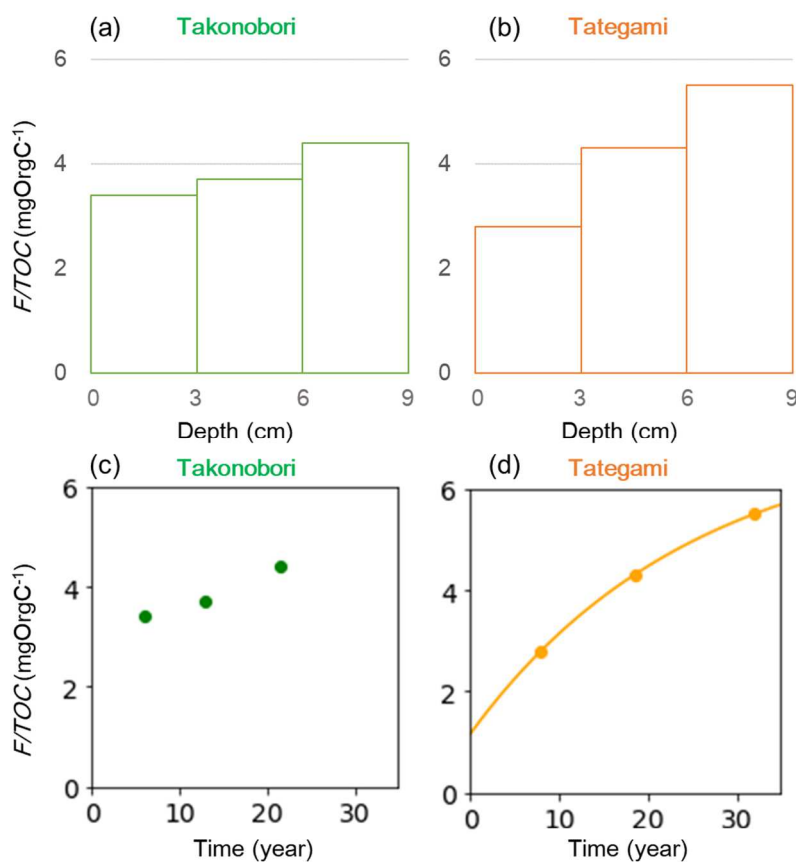 (a) Takonobori
(b) Tategami
F/TOC (mgOrgC⁻¹)
6
4
2
0
0 3 6 9
Depth (cm)
6
4
2
0
0 3 6 9
Depth (cm)
(c) Takonobori
(d) Tategami
F/TOC (mgOrgC⁻¹)
6
4
2
0
0 10 20 30
Time (year)
6
4
2
0
0 10 20 30
Time (year)